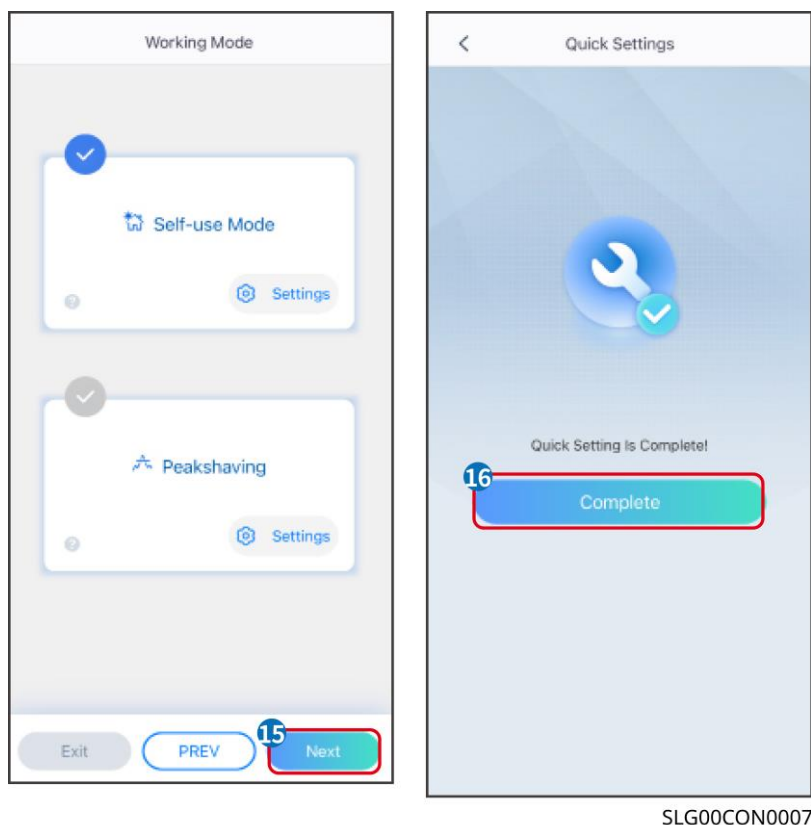 Working Mode
Self-use Mode
Settings
Peakshaving
Settings
Exit
PREV
15
Next
Quick Settings
Quick Setting Is Complete!
16
Complete
SLG00CON0007